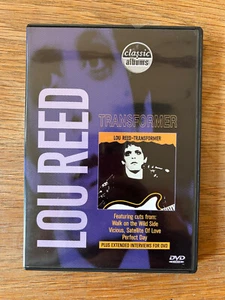 classic
albums
LOU REED
TRANSFORMER
LOU REED • TRANSFORMER
Featuring cuts from:
Walk on the Wild Side
Vicious, Satellite Of Love
Perfect Day
PLUS EXTENDED INTERVIEWS FOR DVD
DVD